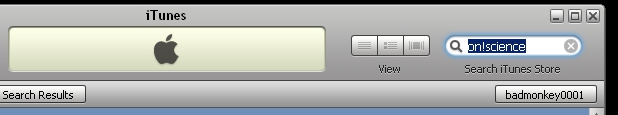 iTunes
on!science
View
Search iTunes Store
Search Results
badmonkey0001